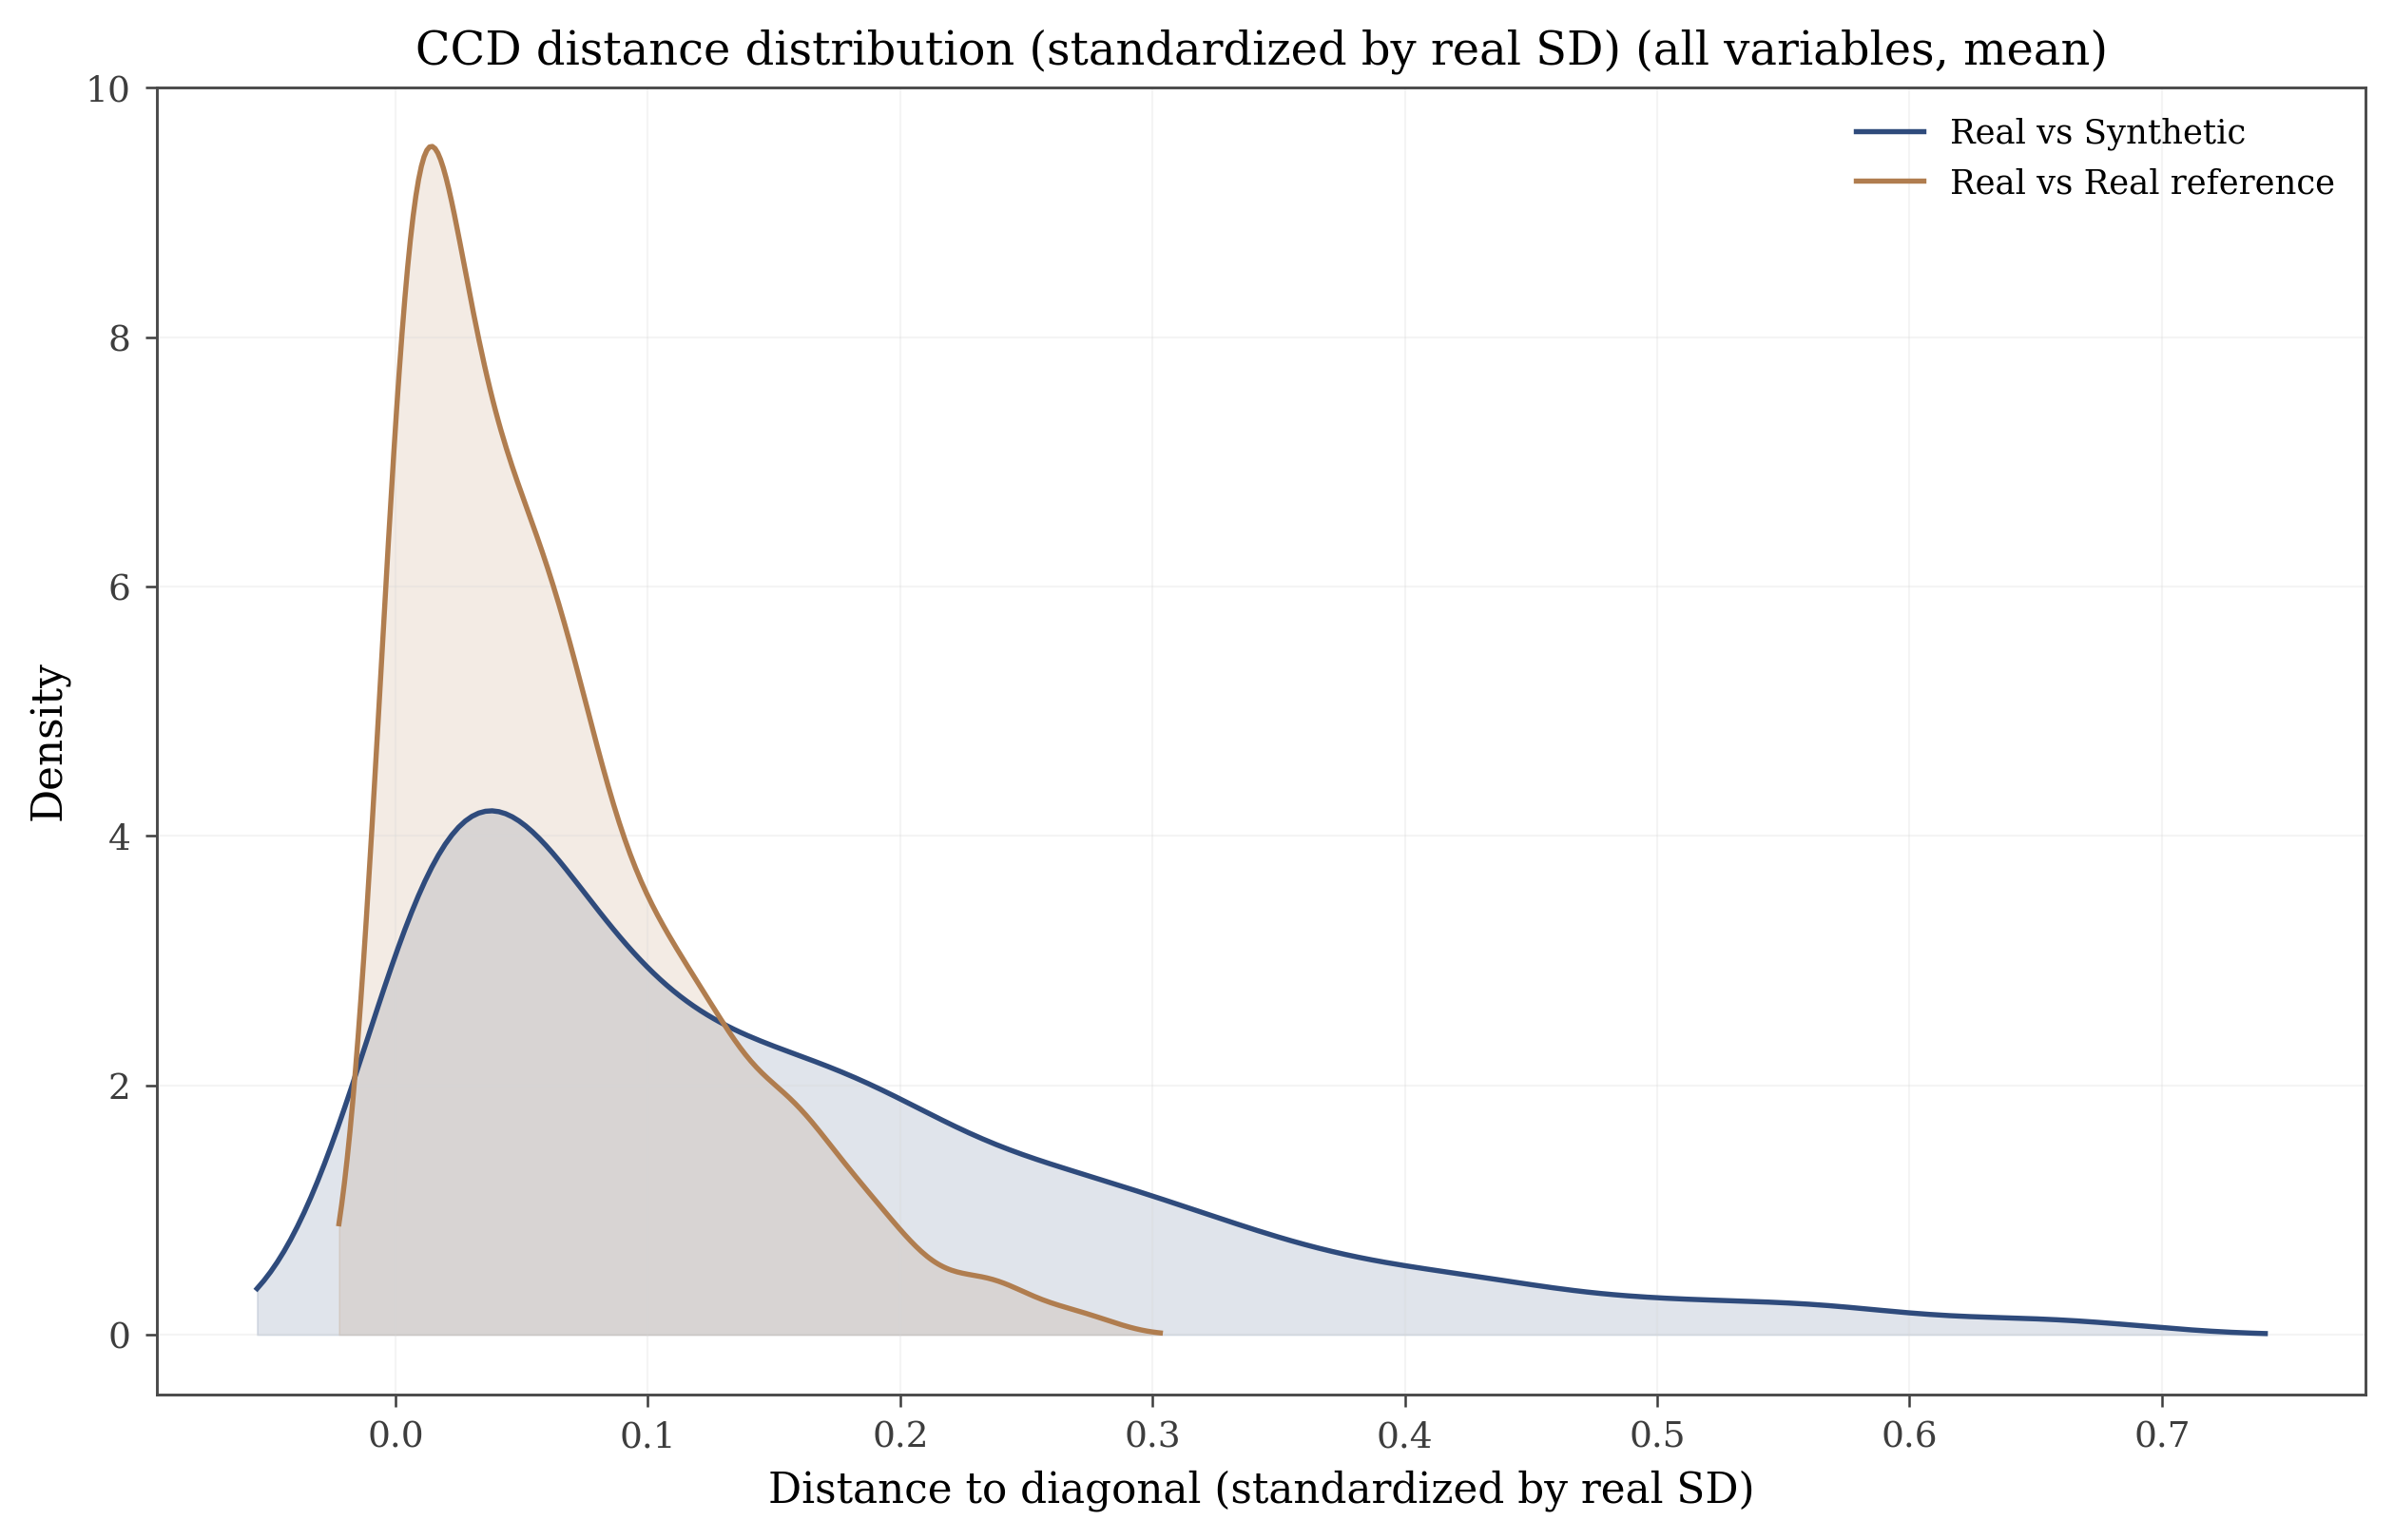 CCD distance distribution (standardized by real SD) (all variables, mean)
Real vs Synthetic
Real vs Real reference
Density
10
8
6
4
2
0
0.0 0.1 0.2 0.3 0.4 0.5 0.6 0.7
Distance to diagonal (standardized by real SD)